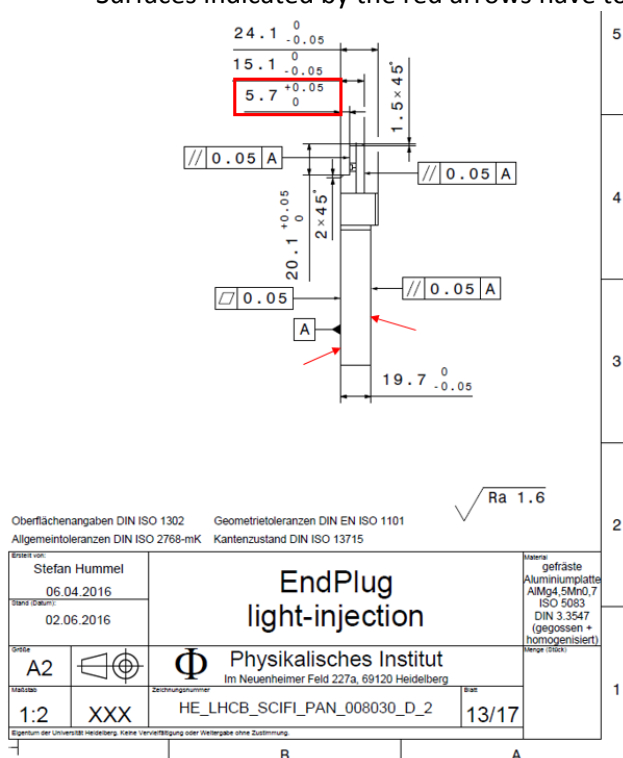 Surfaces indicated by the red arrows have to
24.1 0 -0.05
5
15.1 0 -0.05
5.7 +0.05 0
1.5×45°
// 0.05 A
// 0.05 A
4
20.1 +0.05 0
2×45°
⏥ 0.05
// 0.05 A
A
3
19.7 0 -0.05
Ra 1.6
Oberflächenangaben DIN ISO 1302 Geometrietoleranzen DIN EN ISO 1101
2
Allgemeintoleranzen DIN ISO 2768-mK Kantenzustand DIN ISO 13715
Erstellt von:
Stefan Hummel
06.04.2016
Stand (Datum):
02.06.2016
EndPlug
light-injection
Material
gefräste
Aluminiumplatte
AlMg4,5Mn0,7
ISO 5083
DIN 3.3547
(gegossen +
homogenisiert)
Größe
A2
Φ Physikalisches Institut
Im Neuenheimer Feld 227a, 69120 Heidelberg
Menge (Stück)
1
Maßstab
1:2
XXX
Zeichnungsnummer
HE_LHCB_SCIFI_PAN_008030_D_2
Blatt
13/17
Eigentum der Universität Heidelberg. Keine Vervielfältigung oder Weitergabe ohne Zustimmung.
B
A